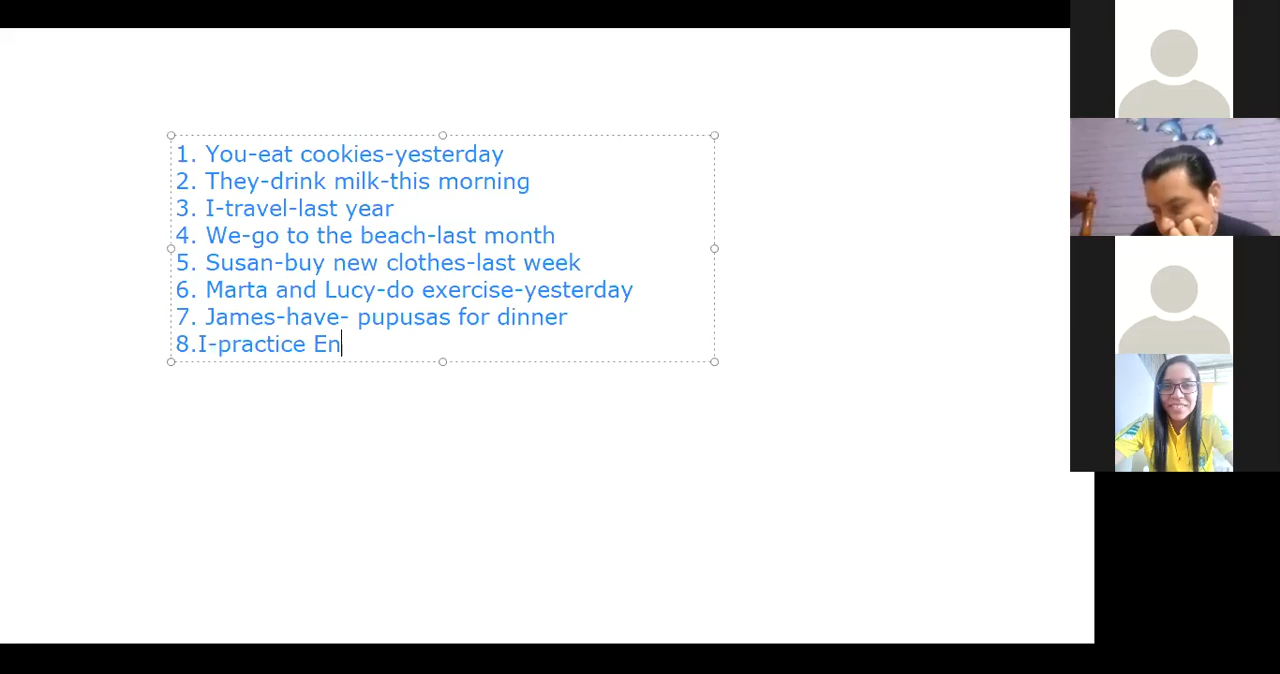 1. You-eat cookies-yesterday
2. They-drink milk-this morning
3. I-travel-last year
4. We-go to the beach-last month
5. Susan-buy new clothes-last week
6. Marta and Lucy-do exercise-yesterday
7. James-have- pupusas for dinner
8.I-practice En